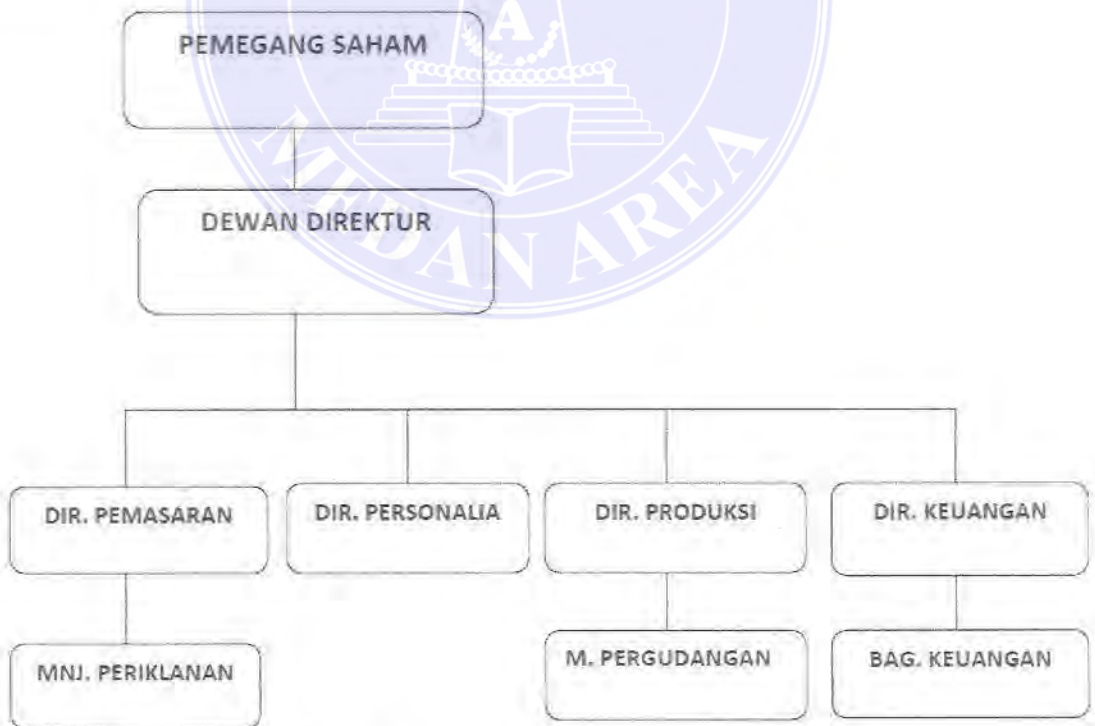 A
MEDAN AREA
PEMEGANG SAHAM
DEWAN DIREKTUR
DIR. PEMASARAN
DIR. PERSONALIA
DIR. PRODUKSI
DIR. KEUANGAN
MNJ. PERIKLANAN
M. PERGUDANGAN
BAG. KEUANGAN